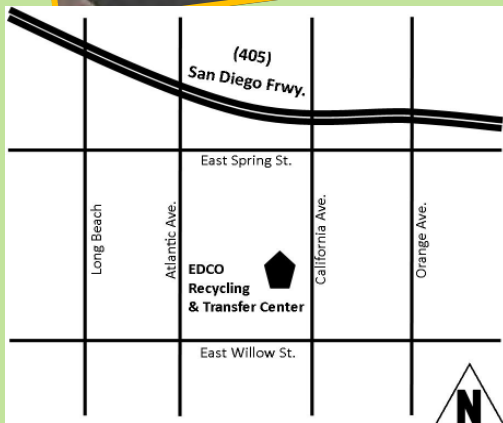 (405)
San Diego Frwy.
East Spring St.
Long Beach
Atlantic Ave.
California Ave.
Orange Ave.
EDCO
Recycling
& Transfer Center
East Willow St.
N